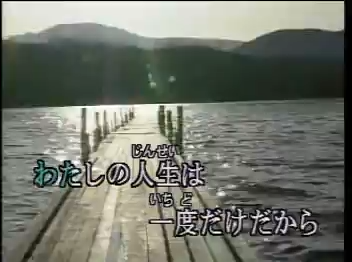 じんせい
わたしの人生は
いちど
一度だけだから